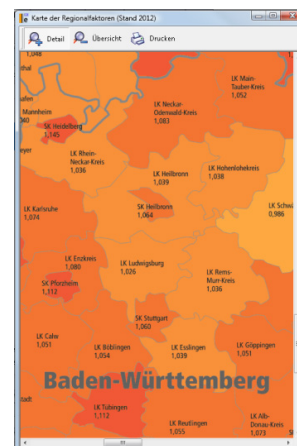 Karte der Regionalfaktoren (Stand 2012)
Detail
Übersicht
Drucken
1,048
LK Main-
Tauber-Kreis
1,052
LK Neckar-
Odenwald-Kreis
1,083
Mannheim
SK Heidelberg
1,145
LK Rhein-
Neckar-Kreis
1,036
LK Heilbronn
1,039
LK Hohenlohekreis
1,038
LK Karlsruhe
1,074
SK Heilbronn
1,064
LK Schwä
0,986
LK Enzkreis
1,080
SK Pforzheim
1,112
LK Ludwigsburg
1,026
LK Rems-
Murr-Kreis
1,036
SK Stuttgart
1,060
LK Calw
1,051
LK Böblingen
1,054
LK Esslingen
1,039
LK Göppingen
1,051
Baden-Württemberg
stadt
LK Tübingen
1,112
LK Reutlingen
1,055
LK Alb-
Donau-Kreis
1,073